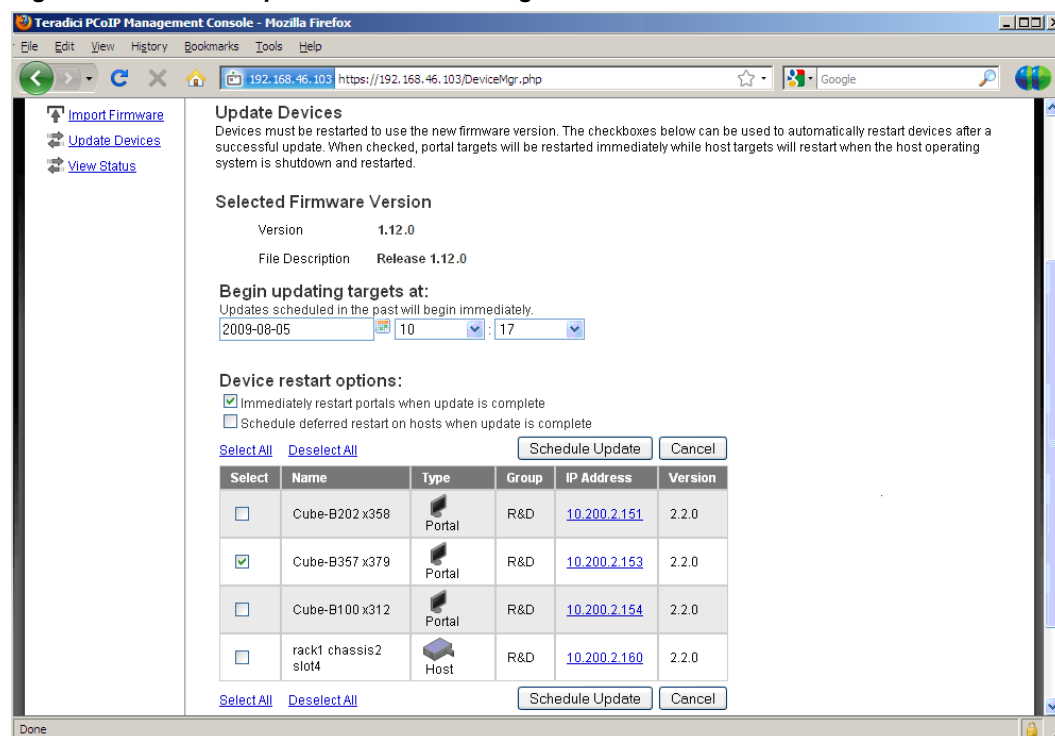 Teradici PCoIP Management Console - Mozilla Firefox
File Edit View History Bookmarks Tools Help
192.168.46.103 https://192.168.46.103/DeviceMgr.php
Google
Import Firmware
Update Devices
View Status
Update Devices
Devices must be restarted to use the new firmware version. The checkboxes below can be used to automatically restart devices after a
successful update. When checked, portal targets will be restarted immediately while host targets will restart when the host operating
system is shutdown and restarted.
Selected Firmware Version
Version 1.12.0
File Description Release 1.12.0
Begin updating targets at:
Updates scheduled in the past will begin immediately.
2009-08-05 10 : 17
Device restart options:
Immediately restart portals when update is complete
Schedule deferred restart on hosts when update is complete
Select All Deselect All Schedule Update Cancel
Select Name Type Group IP Address Version
Cube-B202 x358 Portal R&D 10.200.2.151 2.2.0
Cube-B357 x379 Portal R&D 10.200.2.153 2.2.0
Cube-B100 x312 Portal R&D 10.200.2.154 2.2.0
rack1 chassis2
slot4 Host R&D 10.200.2.160 2.2.0
Select All Deselect All Schedule Update Cancel
Done